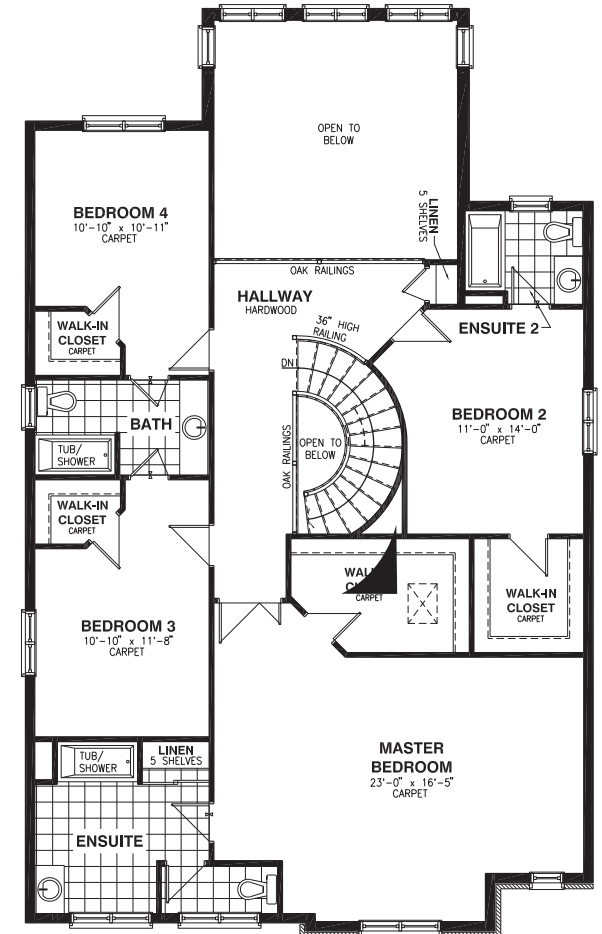 OPEN TO
BELOW
BEDROOM 4
10'-10" x 10'-11"
CARPET
LINEN
5 SHELVES
OAK RAILINGS
HALLWAY
HARDWOOD
36" HIGH
RAILING
ENSUITE 2
WALK-IN
CLOSET
CARPET
DN
BATH
BEDROOM 2
11'-0" x 14'-0"
CARPET
TUB/
SHOWER
OAK RAILINGS
OPEN TO
BELOW
WALK-IN
CLOSET
CARPET
CARPET
WALK-IN
CLOSET
CARPET
BEDROOM 3
10'-10" x 11'-8"
CARPET
TUB/
SHOWER
LINEN
5 SHELVES
MASTER
BEDROOM
23'-0" x 16'-5"
CARPET
ENSUITE